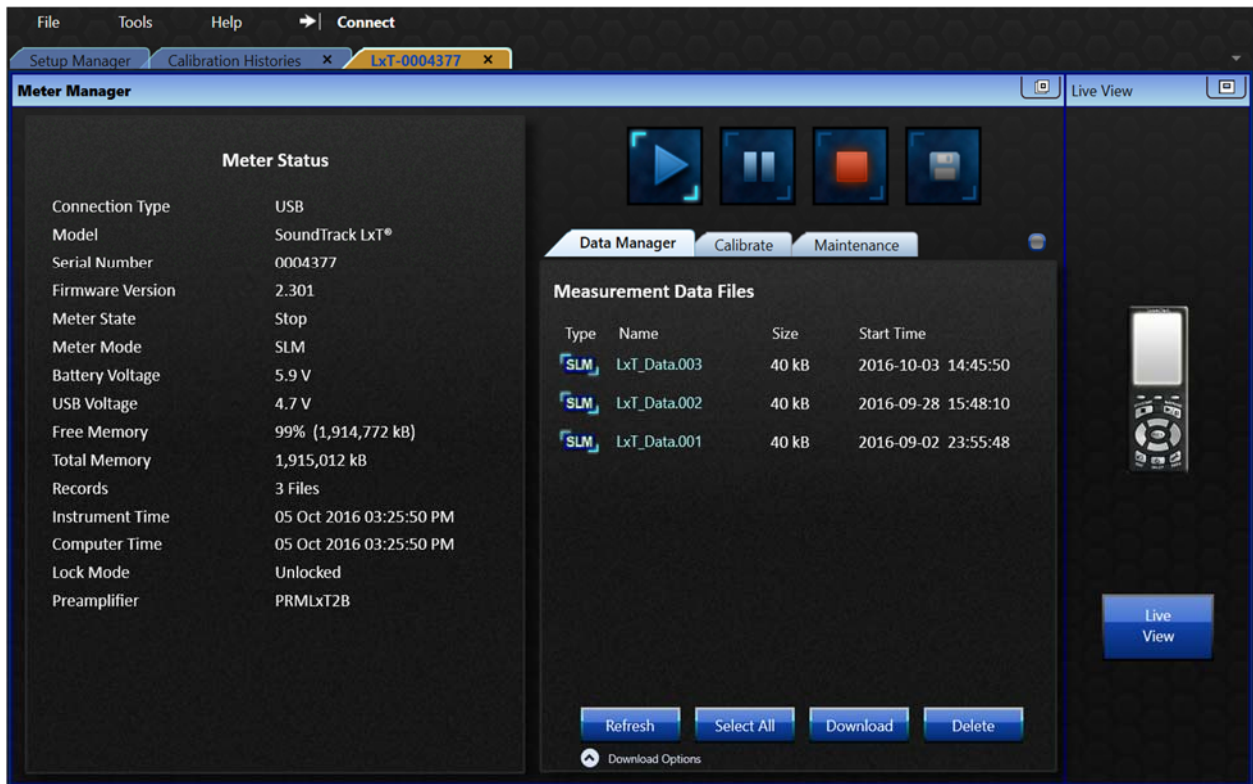 File Tools Help Connect
Setup Manager Calibration Histories × LxT-0004377 ×
Meter Manager
Live View
Meter Status
Connection Type USB
Model SoundTrack LxT®
Serial Number 0004377
Firmware Version 2.301
Meter State Stop
Meter Mode SLM
Battery Voltage 5.9 V
USB Voltage 4.7 V
Free Memory 99% (1,914,772 kB)
Total Memory 1,915,012 kB
Records 3 Files
Instrument Time 05 Oct 2016 03:25:50 PM
Computer Time 05 Oct 2016 03:25:50 PM
Lock Mode Unlocked
Preamplifier PRMLxT2B
Data Manager Calibrate Maintenance
Measurement Data Files
Type Name Size Start Time
SLM LxT_Data.003 40 kB 2016-10-03 14:45:50
SLM LxT_Data.002 40 kB 2016-09-28 15:48:10
SLM LxT_Data.001 40 kB 2016-09-02 23:55:48
Refresh Select All Download Delete
Download Options
Live
View